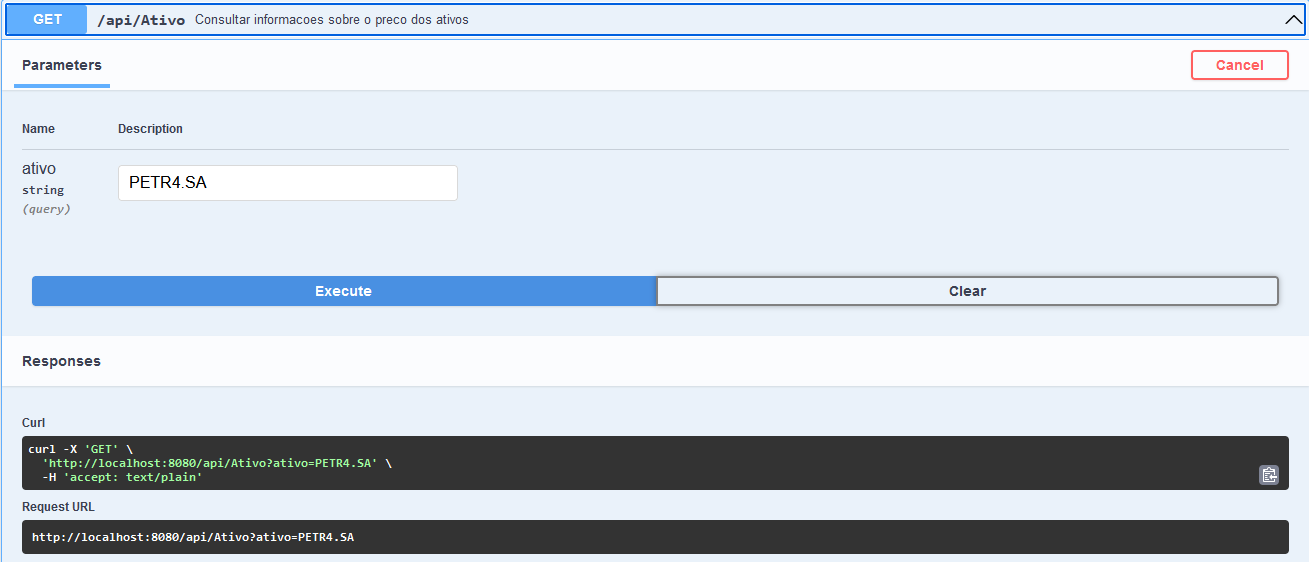 GET /api/Ativo Consultar informacoes sobre o preco dos ativos
Parameters
Cancel
Name Description
ativo
string
(query)
PETR4.SA
Execute Clear
Responses
Curl
curl -X 'GET' \
'http://localhost:8080/api/Ativo?ativo=PETR4.SA' \
-H 'accept: text/plain'
Request URL
http://localhost:8080/api/Ativo?ativo=PETR4.SA